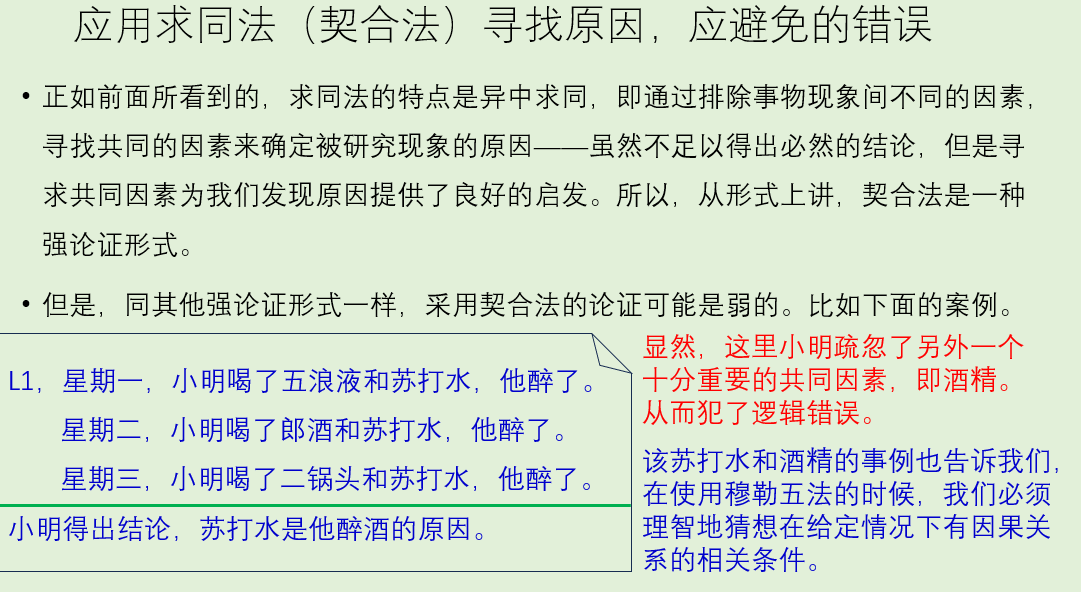 应用求同法（契合法）寻找原因，应避免的错误
• 正如前面所看到的，求同法的特点是异中求同，即通过排除事物现象间不同的因素，
寻找共同的因素来确定被研究现象的原因——虽然不足以得出必然的结论，但是寻
求共同因素为我们发现原因提供了良好的启发。所以，从形式上讲，契合法是一种
强论证形式。
• 但是，同其他强论证形式一样，采用契合法的论证可能是弱的。比如下面的案例。
L1，星期一，小明喝了五浪液和苏打水，他醉了。
星期二，小明喝了郎酒和苏打水，他醉了。
星期三，小明喝了二锅头和苏打水，他醉了。
小明得出结论，苏打水是他醉酒的原因。
显然，这里小明疏忽了另外一个
十分重要的共同因素，即酒精。
从而犯了逻辑错误。
该苏打水和酒精的事例也告诉我们，
在使用穆勒五法的时候，我们必须
理智地猜想在给定情况下有因果关
系的相关条件。